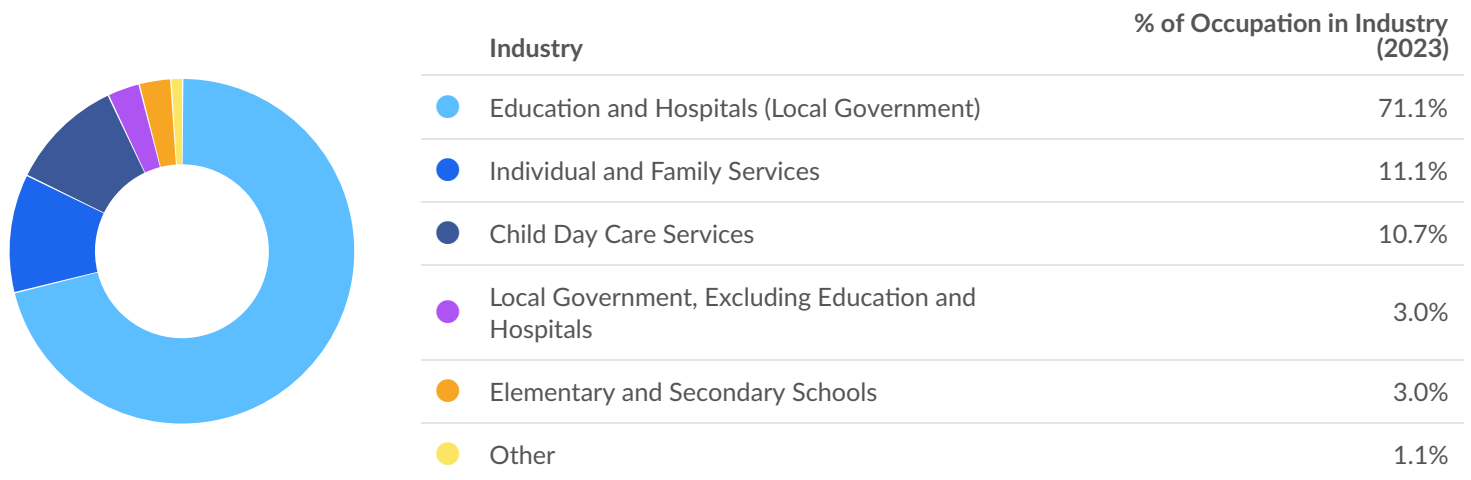 Industry
% of Occupation in Industry
(2023)
Education and Hospitals (Local Government) 71.1%
Individual and Family Services 11.1%
Child Day Care Services 10.7%
Local Government, Excluding Education and
Hospitals
3.0%
Elementary and Secondary Schools 3.0%
Other 1.1%